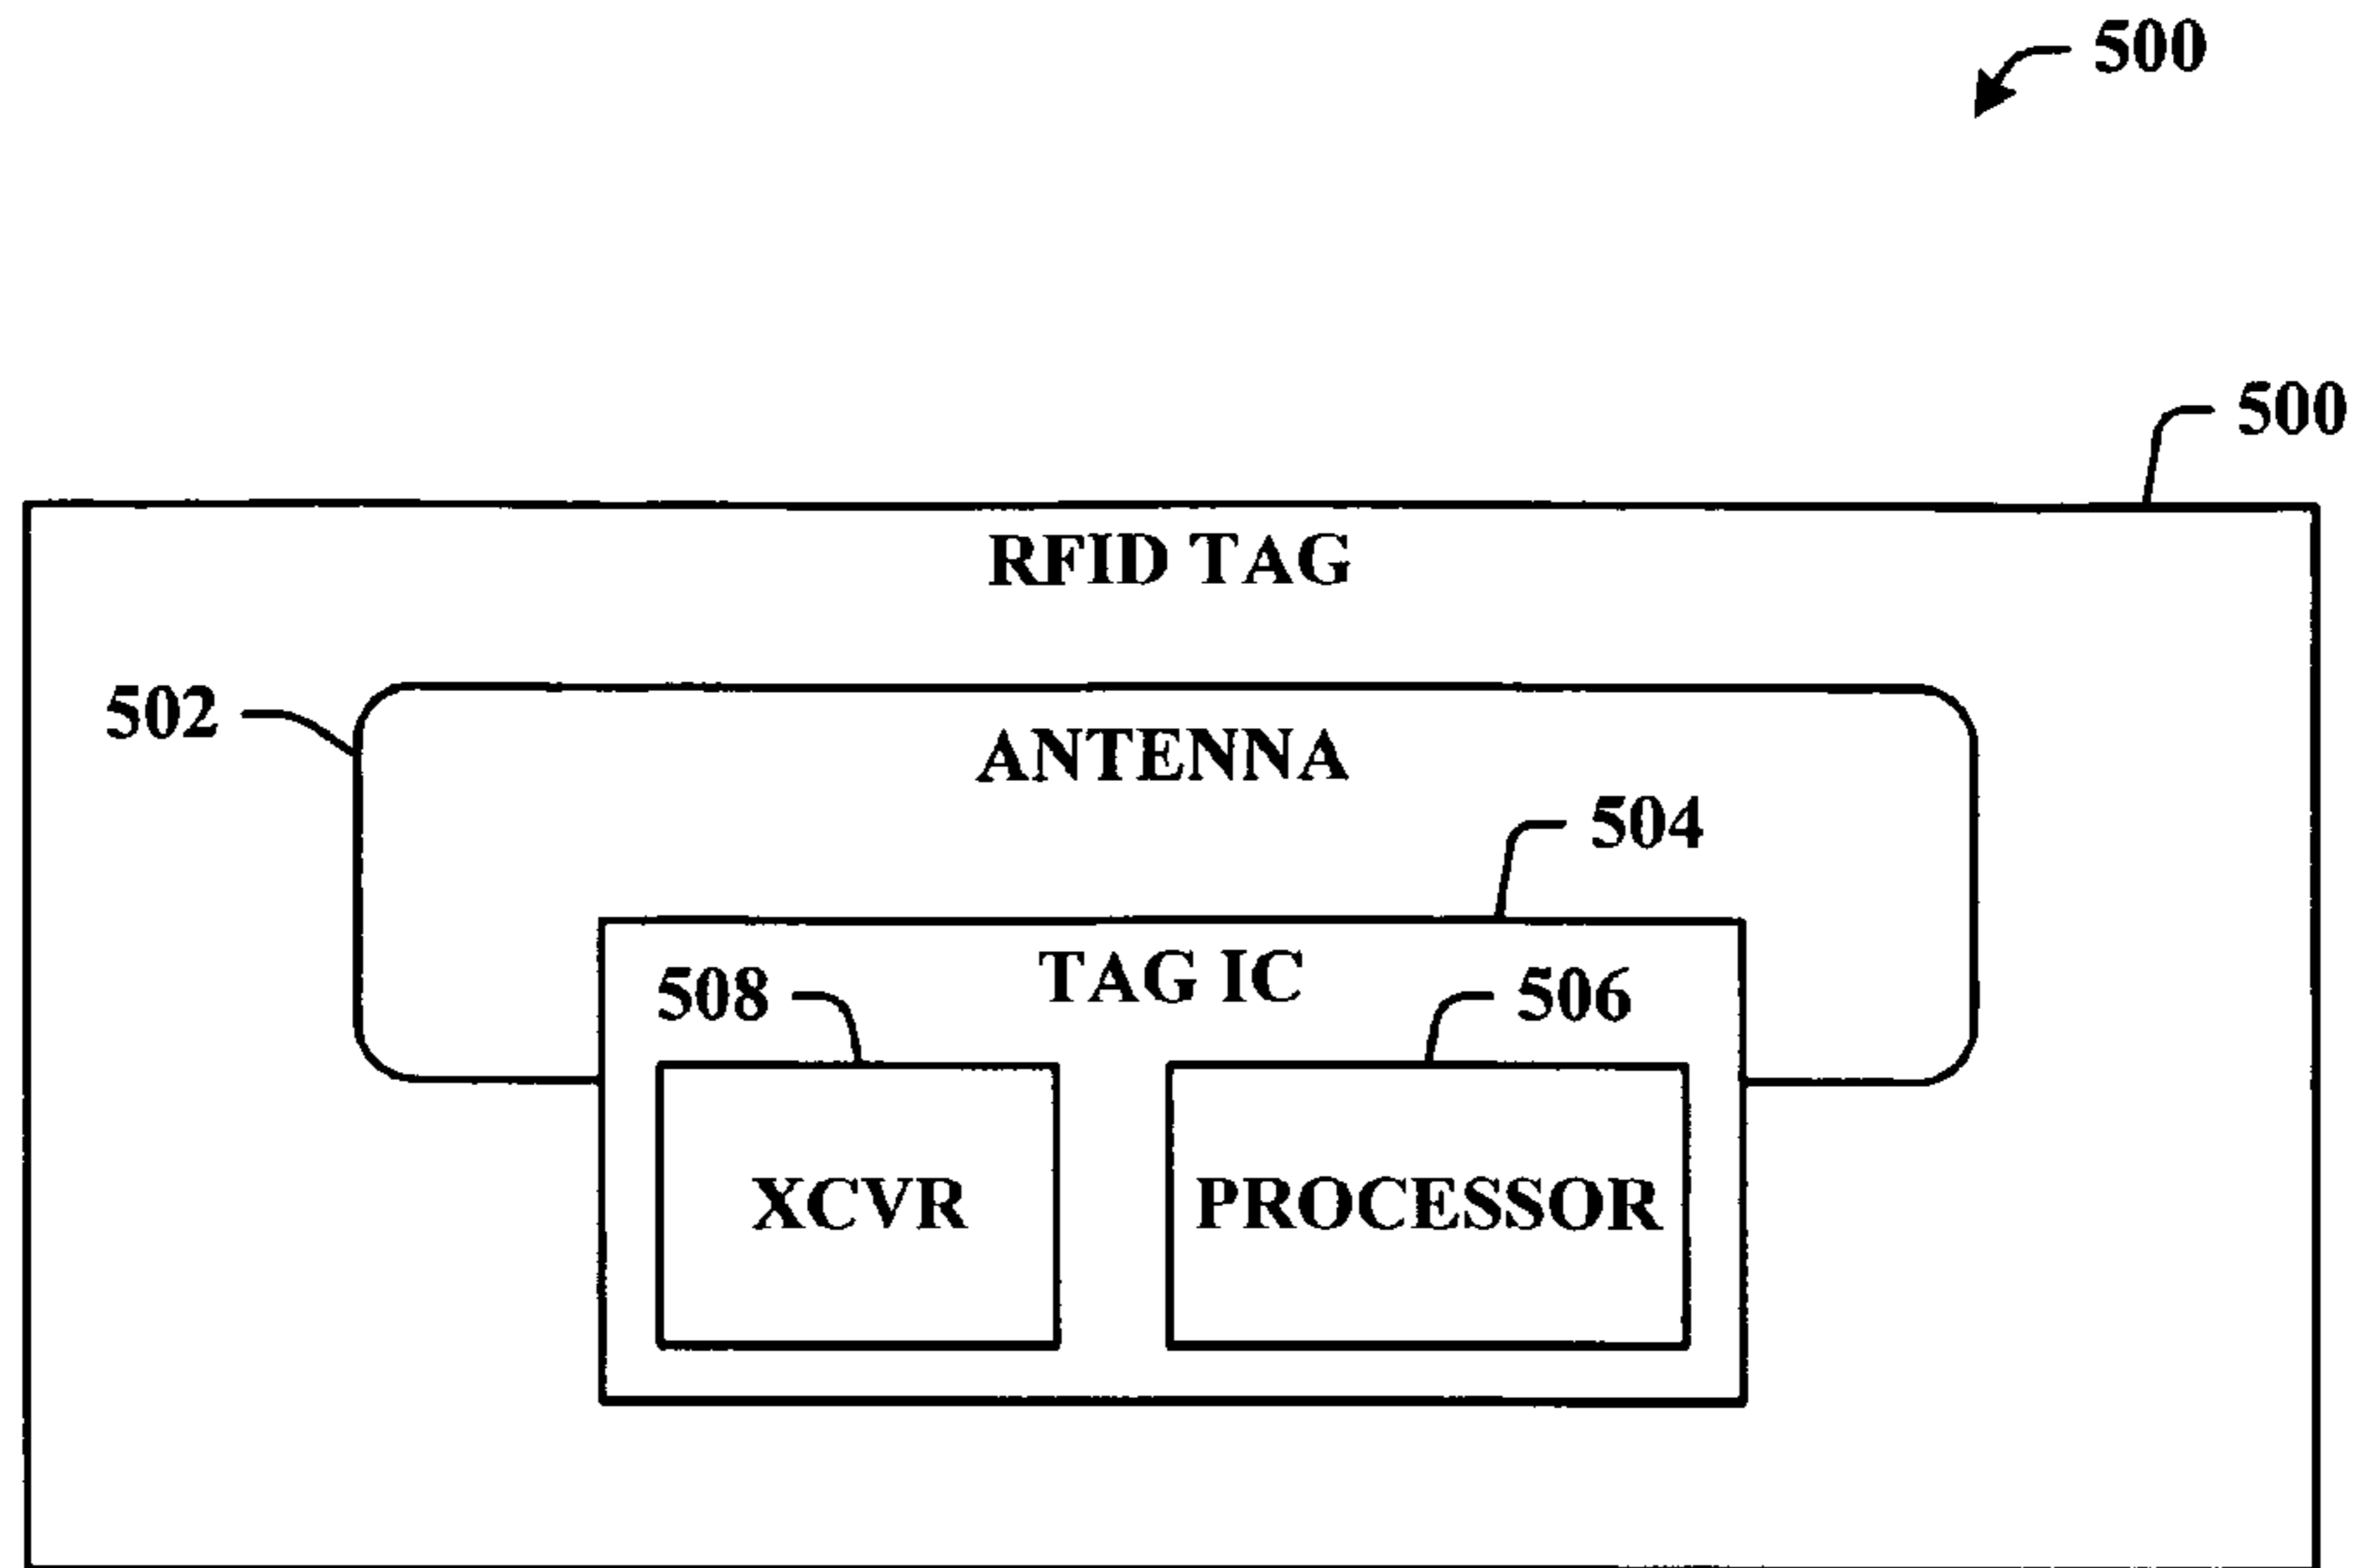 500
500
RFID TAG
502
ANTENNA
504
TAG IC
508
506
XCVR
PROCESSOR